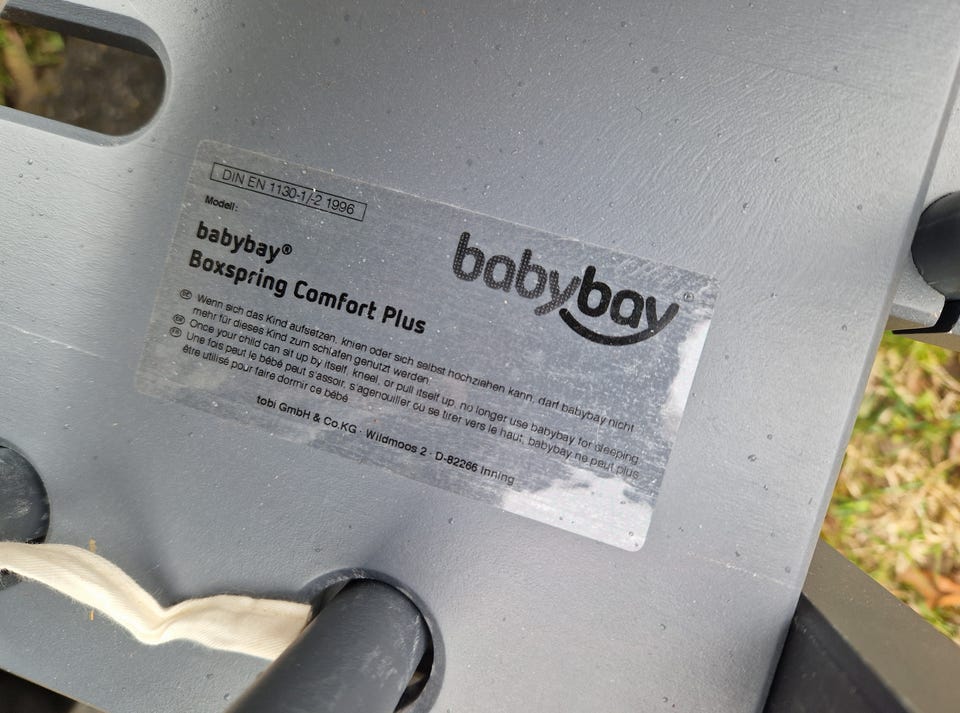 DIN EN 1130-1/-2 1996
Modell:
babybay®
Boxspring Comfort Plus
babybay®
DE Wenn sich das Kind aufsetzen, knien oder sich selbst hochziehen kann, darf babybay nicht
mehr für dieses Kind zum schlafen genutzt werden.
GB Once your child can sit up by itself, kneel, or pull itself up, no longer use babybay for sleeping
FR Une fois peut le bébé peut s'assoir, s'agenouiller ou se tirer vers le haut, babybay ne peut plus
être utilisé pour faire dormir ce bébé
tobi GmbH & Co.KG · Wildmoos 2 · D-82266 Inning